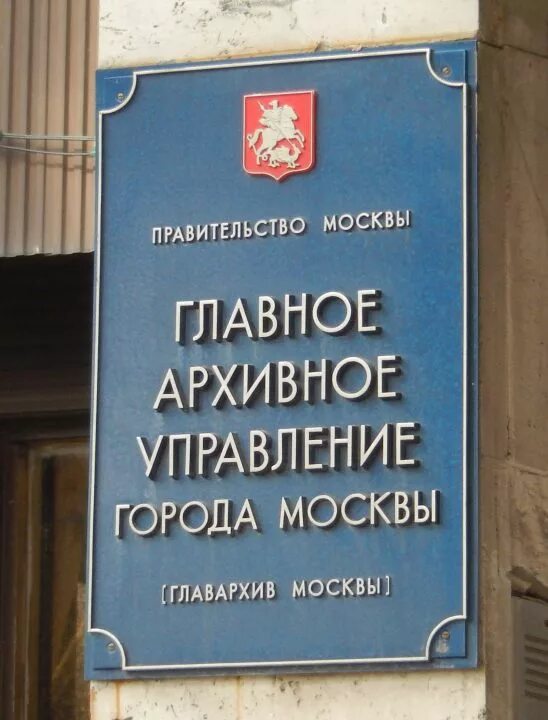 ПРАВИТЕЛЬСТВО МОСКВЫ
ГЛАВНОЕ
АРХИВНОЕ
УПРАВЛЕНИЕ
ГОРОДА МОСКВЫ
[ГЛАВАРХИВ МОСКВЫ]